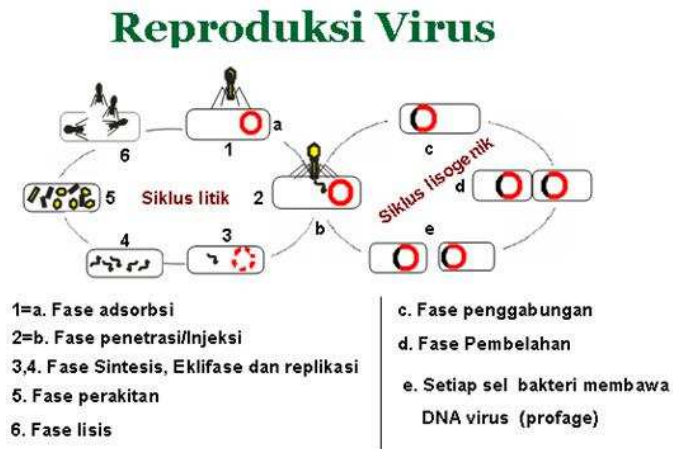 Reproduksi Virus
6
1
a
c
5
Siklus litik
2
Siklus lisogenik
d
4
3
b
e
1=a. Fase adsorbsi
2=b. Fase penetrasi/Injeksi
3,4. Fase Sintesis, Eklifase dan replikasi
5. Fase perakitan
6. Fase lisis
c. Fase penggabungan
d. Fase Pembelahan
e. Setiap sel bakteri membawa
DNA virus (profage)